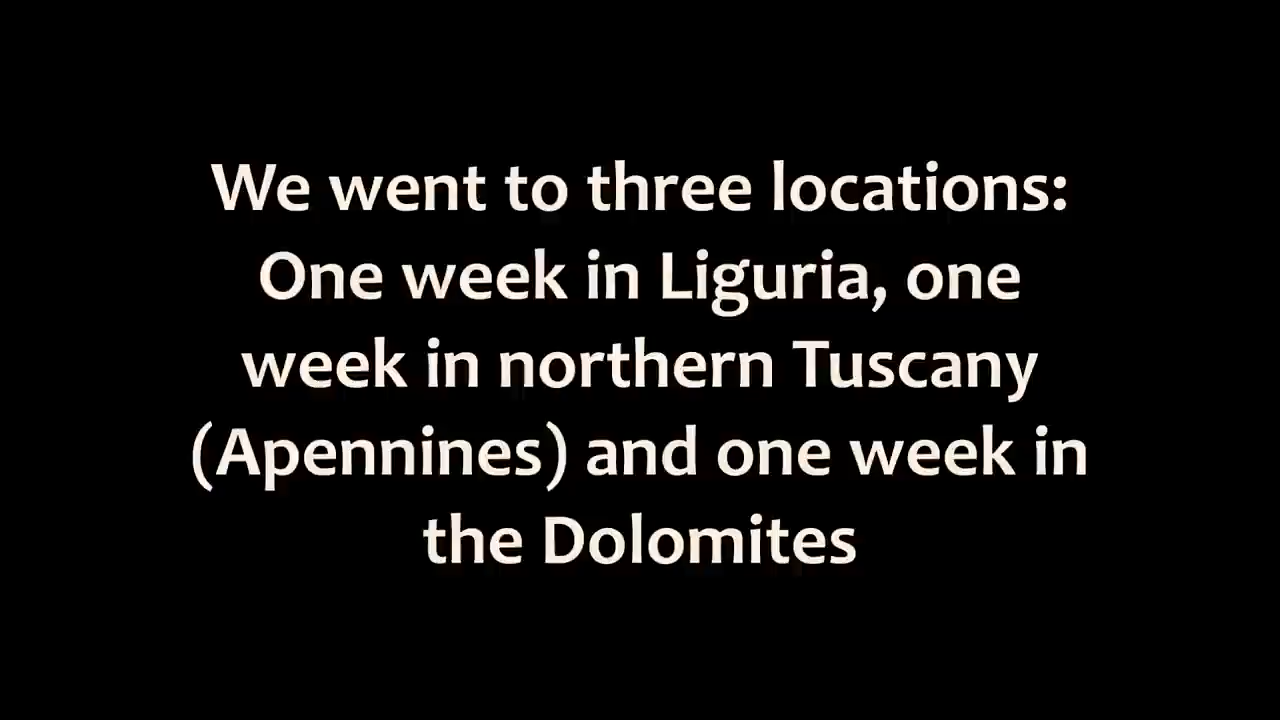 We went to three locations:
One week in Liguria, one
week in northern Tuscany
(Apennines) and one week in
the Dolomites